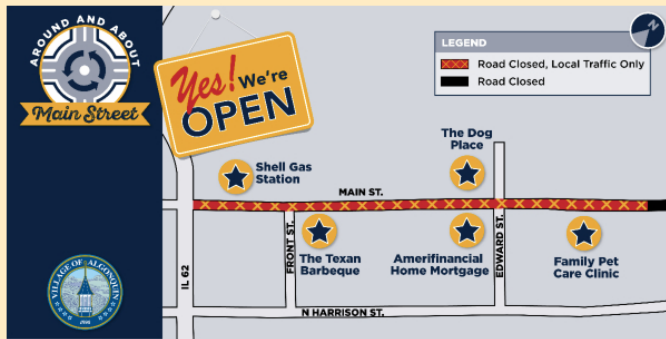 AROUND AND ABOUT
Main Street
Yes! We're
OPEN
N
LEGEND
Road Closed, Local Traffic Only
Road Closed
The Dog
Place
Shell Gas
Station
MAIN ST.
FRONT ST.
The Texan
Barbeque
Amerifinancial
Home Mortgage
EDWARD ST.
Family Pet
Care Clinic
IL 62
N HARRISON ST.
VILLAGE OF ALGONQUIN